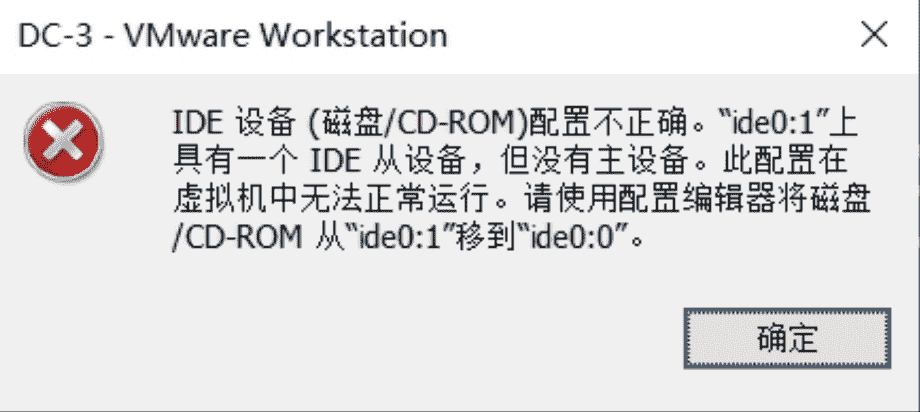 DC-3 - VMware Workstation
IDE 设备 (磁盘/CD-ROM)配置不正确。“ide0:1”上
具有一个 IDE 从设备，但没有主设备。此配置在
虚拟机中无法正常运行。请使用配置编辑器将磁盘
/CD-ROM 从“ide0:1”移到“ide0:0”。
确定